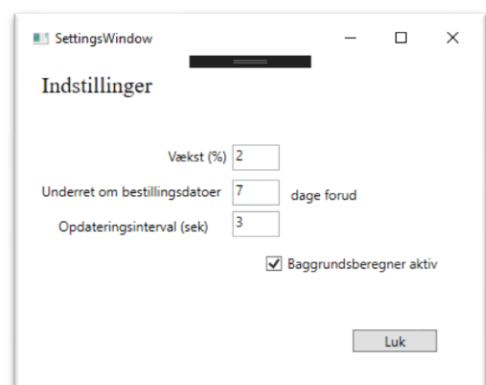 SettingsWindow
Indstillinger
Vækst (%) 2
Underret om bestillingsdatoer 7 dage forud
Opdateringsinterval (sek) 3
Baggrundsberegner aktiv
Luk